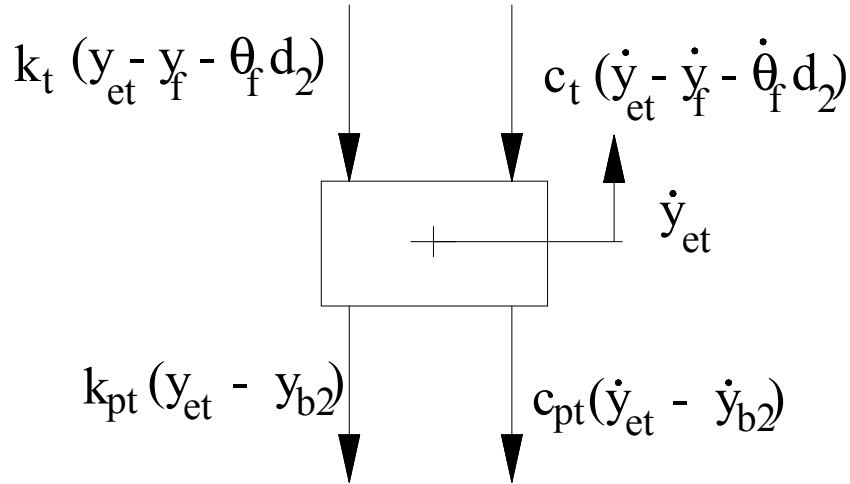 k_t (y_et - y_f - θ_f d_2)
c_t (ẏ_et - ẏ_f - θ̇_f d_2)
ẏ_et
k_pt (y_et - y_b2)
c_pt (ẏ_et - ẏ_b2)